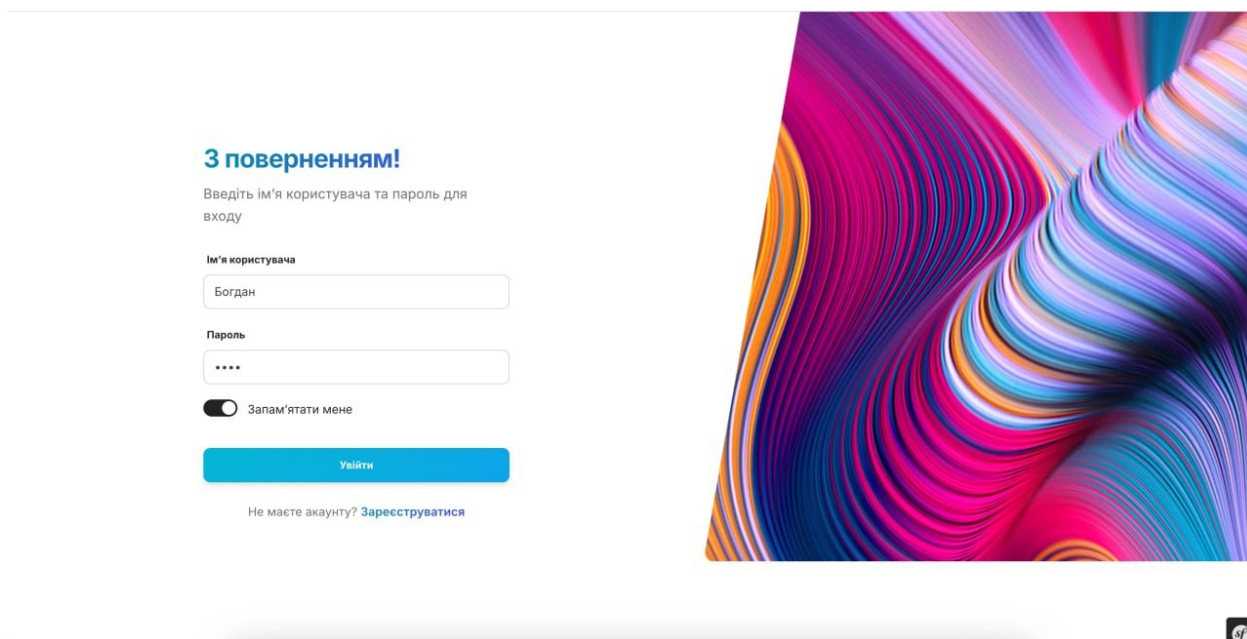 З поверненням!
Введіть ім'я користувача та пароль для
входу
Ім'я користувача
Богдан
Пароль
••••
Запам'ятати мене
Увійти
Не маєте акаунту? Зареєструватися